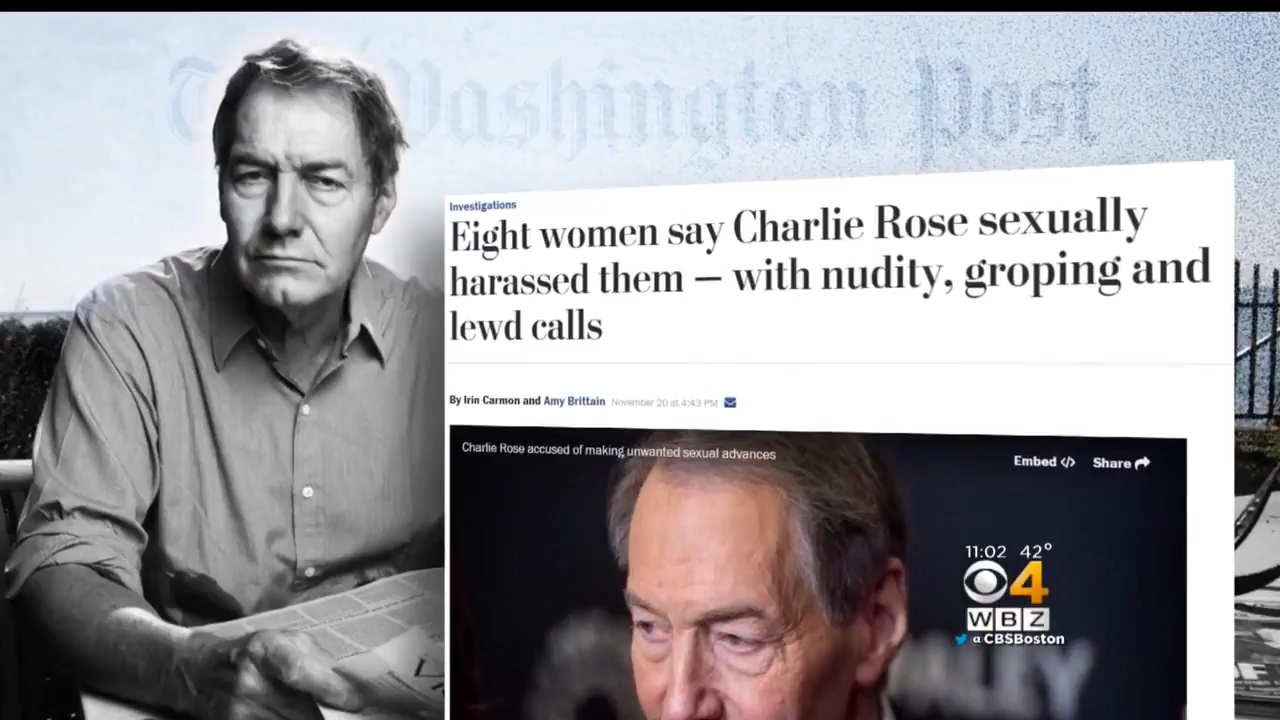 The Washington Post
Investigations
Eight women say Charlie Rose sexually
harassed them — with nudity, groping and
lewd calls
By Irin Carmon and Amy Brittain November 20 at 4:43 PM
Charlie Rose accused of making unwanted sexual advances
Embed </> Share
11:02 42°
4
WBZ
@CBSBoston